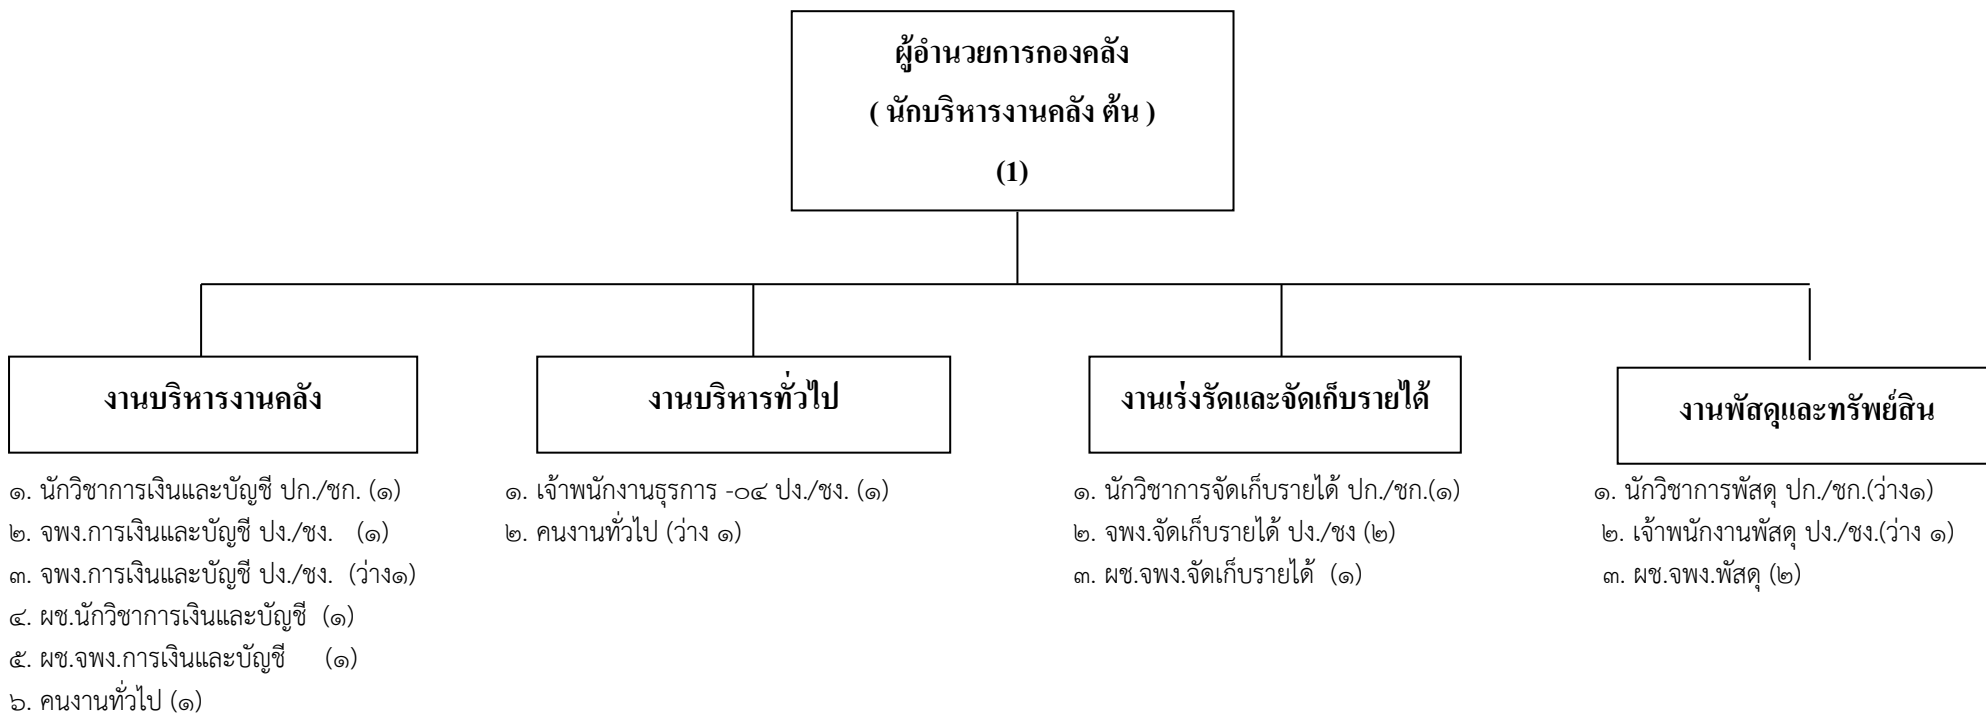 ผู้อำนวยการกองคลัง
( นักบริหารงานคลัง ต้น )
(1)
งานบริหารงานคลัง
๑. นักวิชาการเงินและบัญชี ปก./ชก. (๑)
๒. จพง.การเงินและบัญชี ปง./ชง. (๑)
๓. จพง.การเงินและบัญชี ปง./ชง. (ว่าง๑)
๔. ผช.นักวิชาการเงินและบัญชี (๑)
๕. ผช.จพง.การเงินและบัญชี (๑)
๖. คนงานทั่วไป (๑)
งานบริหารทั่วไป
๑. เจ้าพนักงานธุรการ -๐๔ ปง./ชง. (๑)
๒. คนงานทั่วไป (ว่าง ๑)
งานเร่งรัดและจัดเก็บรายได้
๑. นักวิชาการจัดเก็บรายได้ ปก./ชก.(๑)
๒. จพง.จัดเก็บรายได้ ปง./ชง (๒)
๓. ผช.จพง.จัดเก็บรายได้ (๑)
งานพัสดุและทรัพย์สิน
๑. นักวิชาการพัสดุ ปก./ชก.(ว่าง๑)
๒. เจ้าพนักงานพัสดุ ปง./ชง.(ว่าง ๑)
๓. ผช.จพง.พัสดุ (๒)